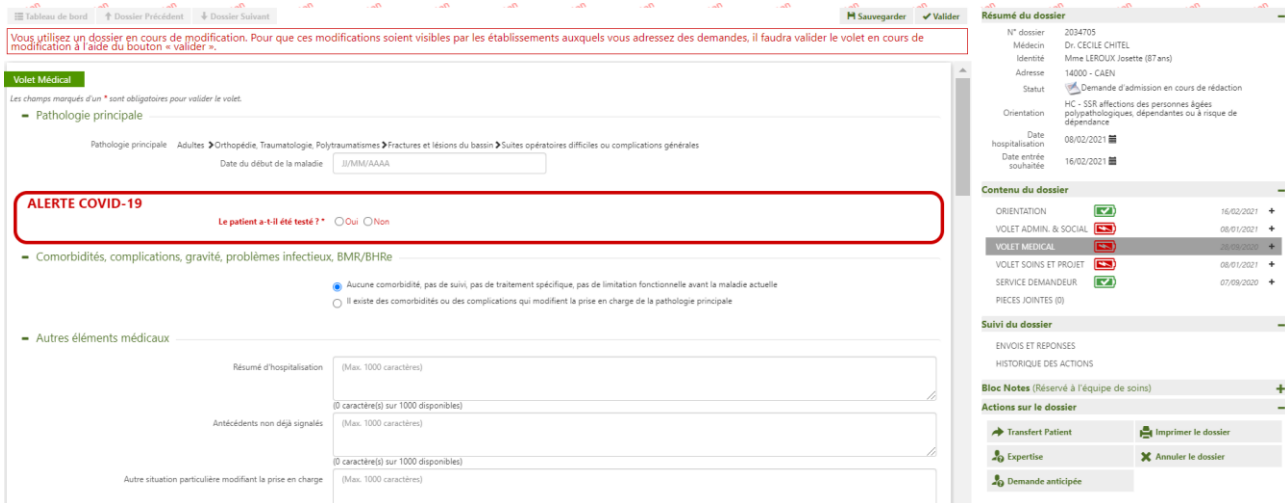 Tableau de bord Dossier Précédent Dossier Suivant Sauvegarder Valider
Vous utilisez un dossier en cours de modification. Pour que ces modifications soient visibles par les établissements auxquels vous adressez des demandes, il faudra valider le volet en cours de
modification à l'aide du bouton « valider ».
Volet Médical
Les champs marqués d'un * sont obligatoires pour valider le volet.
Pathologie principale
Pathologie principale Adultes > Orthopédie, Traumatologie, Polytraumatismes > Fractures et lésions du bassin > Suites opératoires difficiles ou complications générales
Date du début de la maladie JJ/MM/AAAA
ALERTE COVID-19
Le patient a-t-il été testé ? * Oui Non
Comorbidités, complications, gravité, problèmes infectieux, BMR/BHRe
Aucune comorbidité, pas de suivi, pas de traitement spécifique, pas de limitation fonctionnelle avant la maladie actuelle
Il existe des comorbidités ou des complications qui modifient la prise en charge de la pathologie principale
Autres éléments médicaux
Résumé d'hospitalisation (Max. 1000 caractères)
(0 caractère(s) sur 1000 disponibles)
Antécédents non déjà signalés (Max. 1000 caractères)
(0 caractère(s) sur 1000 disponibles)
Autre situation particulière modifiant la prise en charge (Max. 1000 caractères)
Résumé du dossier
N° dossier 2034705
Médecin Dr. CECILE CHITEL
Identité Mme LEROUX Josette (87 ans)
Adresse 14000 - CAEN
Statut Demande d'admission en cours de rédaction
Orientation HC - SSR affections des personnes âgées
polypathologiques, dépendantes ou à risque de
dépendance
Date
hospitalisation 08/02/2021
Date entrée
souhaitée 16/02/2021
Contenu du dossier
ORIENTATION 16/02/2021
VOLET ADMIN. & SOCIAL 08/01/2021
VOLET MEDICAL 28/09/2020
VOLET SOINS ET PROJET 08/01/2021
SERVICE DEMANDEUR 07/09/2020
PIECES JOINTES (0)
Suivi du dossier
ENVOIS ET REPONSES
HISTORIQUE DES ACTIONS
Bloc Notes (Réservé à l'équipe de soins)
Actions sur le dossier
Transfert Patient Imprimer le dossier
Expertise Annuler le dossier
Demande anticipée